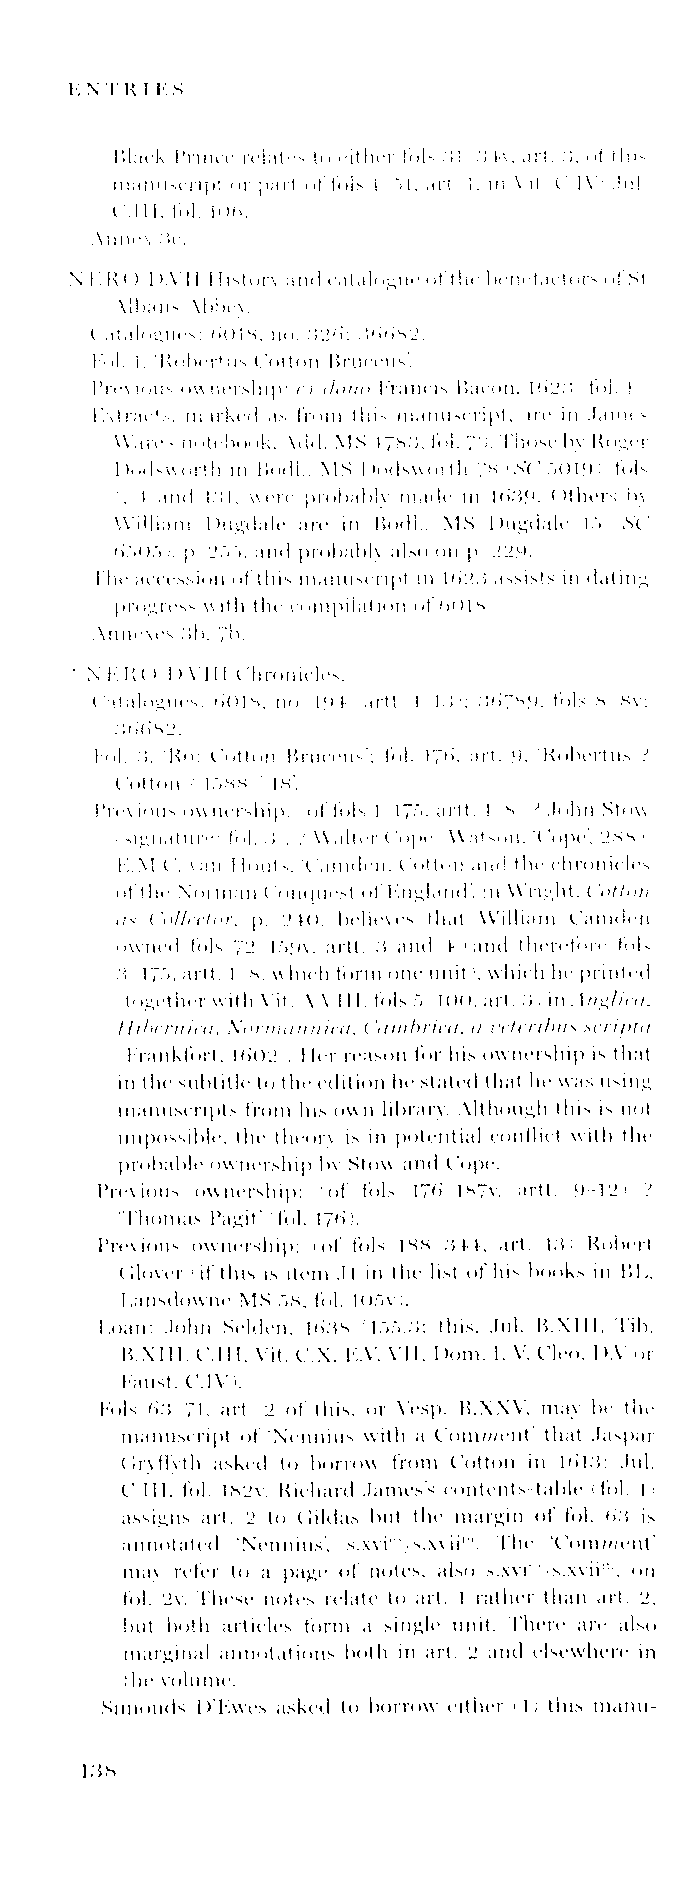 ENTRIES
Black Prince relates to either fols 31–34v, art. 3, of this
manuscript or part of fols 1–51, art. 1, in Vit. C.IV: Jul.
C.III, fol. 106.
Annex 3e.
NERO D.VII History and catalogue of the benefactors of St
Albans Abbey.
Catalogues: 6018, no. 326; 36682.
Fol. 1, 'Robertus Cotton Bruceus'.
Previous ownership: ex dono Francis Bacon, 1623 (fol. 1
Extracts, marked as from this manuscript, are in James
Ware's notebook, Add. MS 4783, fol. 73. Those by Roger
Dodsworth in Bodl., MS Dodsworth 78 (SC 5019), fols
4 and 131, were probably made in 1639. Others by
William Dugdale are in Bodl., MS Dugdale 15 (SC
6505), p. 255, and probably also on p. 229.
The accession of this manuscript in 1623 assists in dating
progress with the compilation of 6018.
Annexes 3b, 7b.
* NERO D.VIII Chronicles.
Catalogues: 6018, no. 194 (artt. 1–13); 36789, fols 8–8v;
36682.
Fol. 3, 'Ro: Cotton Bruceus'; fol. 176, art. 9, 'Robertus ?
Cotton / 1588 / 18'.
Previous ownership: (of fols 1–175, artt. 1–8) ? John Stow
(signature: fol. 3), ? Walter Cope (Watson, 'Cope', 288).
E.M.C. van Houts, 'Camden, Cotton and the chronicles
of the Norman Conquest of England', in Wright, Cotton
as Collector, p. 240, believes that William Camden
owned fols 72–159v, artt. 3 and 4 (and therefore fols
3–175, artt. 1–8, which form one unit), which he printed
(together with Vit. A.VIII, fols 5–100, art. 3) in Anglica,
Hibernica, Normannica, Cambrica, a veteribus scripta
(Frankfort, 1602). Her reason for his ownership is that
in the subtitle to the edition he stated that he was using
manuscripts from his own library. Although this is not
impossible, the theory is in potential conflict with the
probable ownership by Stow and Cope.
Previous ownership: (of fols 176–187v, artt. 9–12) ?
'Thomas Pagit' (fol. 176).
Previous ownership: (of fols 188–344, art. 13) Robert
Glover (if this is item J1 in the list of his books in BL,
Lansdowne MS 58, fol. 105v).
Loan: John Selden, 1638 (155.3: this, Jul. B.XIII, Tib.
B.XIII, C.III, Vit. C.X, E.V, VII, Dom. I, V, Cleo. D.V or
Faust. C.IV).
Fols 63–71, art. 2 of this, or Vesp. B.XXV, may be the
manuscript of 'Nennius with a Comment' that Jaspar
Gryffyth asked to borrow from Cotton in 1613: Jul.
C.III, fol. 182v. Richard James's contents-table (fol. 1)
assigns art. 2 to Gildas but the margin of fol. 63 is
annotated 'Nennius', s.xvi^ex/s.xvii^in. The 'Comment'
may refer to a page of notes, also s.xvi^ex/s.xvii^in, on
fol. 2v. These notes relate to art. 1 rather than art. 2,
but both articles form a single unit. There are also
marginal annotations both in art. 2 and elsewhere in
the volume.
Simonds D'Ewes asked to borrow either (1) this manu-
138